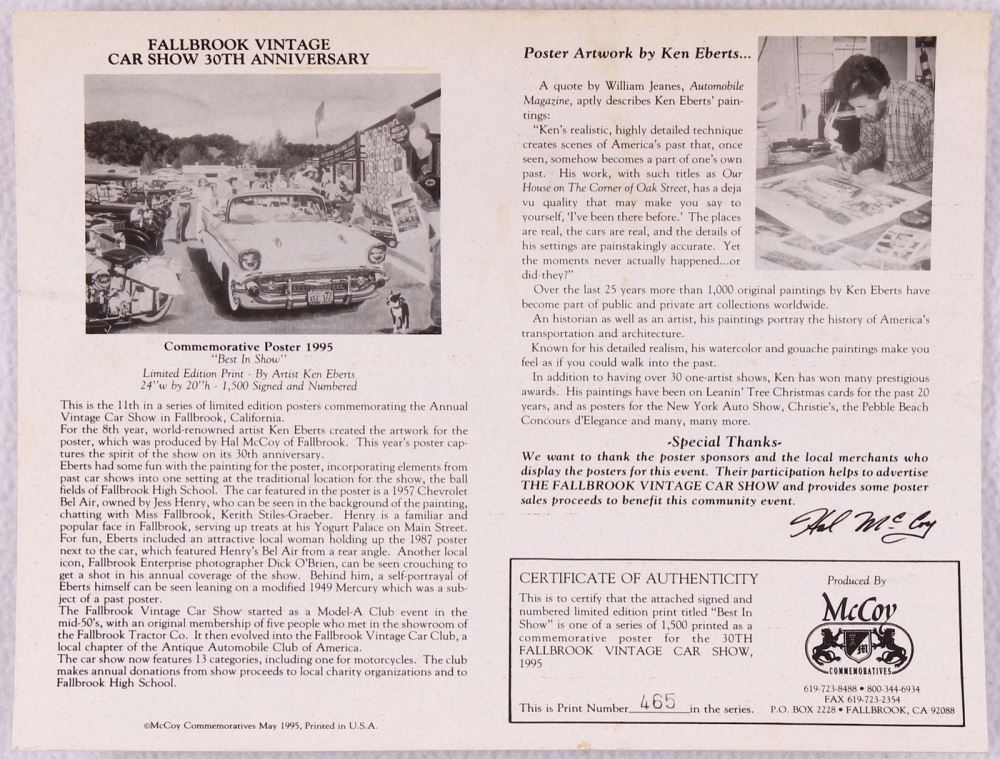 FALLBROOK VINTAGE
CAR SHOW 30TH ANNIVERSARY
Commemorative Poster 1995
"Best In Show"
Limited Edition Print - By Artist Ken Eberts
24"w by 20"h - 1,500 Signed and Numbered
This is the 11th in a series of limited edition posters commemorating the Annual
Vintage Car Show in Fallbrook, California.
For the 8th year, world-renowned artist Ken Eberts created the artwork for the
poster, which was produced by Hal McCoy of Fallbrook. This year's poster cap-
tures the spirit of the show on its 30th anniversary.
Eberts had some fun with the painting for the poster, incorporating elements from
past car shows into one setting at the traditional location for the show, the ball
fields of Fallbrook High School. The car featured in the poster is a 1957 Chevrolet
Bel Air, owned by Jess Henry, who can be seen in the background of the painting,
chatting with Miss Fallbrook, Kerith Stiles-Graeber. Henry is a familiar and
popular face in Fallbrook, serving up treats at his Yogurt Palace on Main Street.
For fun, Eberts included an attractive local woman holding up the 1987 poster
next to the car, which featured Henry's Bel Air from a rear angle. Another local
icon, Fallbrook Enterprise photographer Dick O'Brien, can be seen crouching to
get a shot in his annual coverage of the show. Behind him, a self-portrayal of
Eberts himself can be seen leaning on a modified 1949 Mercury which was a sub-
ject of a past poster.
The Fallbrook Vintage Car Show started as a Model-A Club event in the
mid-50's, with an original membership of five people who met in the showroom of
the Fallbrook Tractor Co. It then evolved into the Fallbrook Vintage Car Club, a
local chapter of the Antique Automobile Club of America.
The car show now features 13 categories, including one for motorcycles. The club
makes annual donations from show proceeds to local charity organizations and to
Fallbrook High School.
©McCoy Commemoratives May 1995, Printed in U.S.A.
Poster Artwork by Ken Eberts...
A quote by William Jeanes, Automobile
Magazine, aptly describes Ken Eberts' pain-
tings:
"Ken's realistic, highly detailed technique
creates scenes of America's past that, once
seen, somehow becomes a part of one's own
past. His work, with such titles as Our
House on The Corner of Oak Street, has a deja
vu quality that may make you say to
yourself, 'I've been there before.' The places
are real, the cars are real, and the details of
his settings are painstakingly accurate. Yet
the moments never actually happened...or
did they?"
Over the last 25 years more than 1,000 original paintings by Ken Eberts have
become part of public and private art collections worldwide.
An historian as well as an artist, his paintings portray the history of America's
transportation and architecture.
Known for his detailed realism, his watercolor and gouache paintings make you
feel as if you could walk into the past.
In addition to having over 30 one-artist shows, Ken has won many prestigious
awards. His paintings have been on Leanin' Tree Christmas cards for the past 20
years, and as posters for the New York Auto Show, Christie's, the Pebble Beach
Concours d'Elegance and many, many more.
-Special Thanks-
We want to thank the poster sponsors and the local merchants who
display the posters for this event. Their participation helps to advertise
THE FALLBROOK VINTAGE CAR SHOW and provides some poster
sales proceeds to benefit this community event.
Hal McCoy
CERTIFICATE OF AUTHENTICITY
This is to certify that the attached signed and
numbered limited edition print titled "Best In
Show" is one of a series of 1,500 printed as a
commemorative poster for the 30TH
FALLBROOK VINTAGE CAR SHOW,
1995
This is Print Number 465 in the series.
Produced By
McCoy
M
COMMEMORATIVES
619-723-8488 • 800-344-6934
FAX 619-723-2354
P.O. BOX 2228 • FALLBROOK, CA 92088